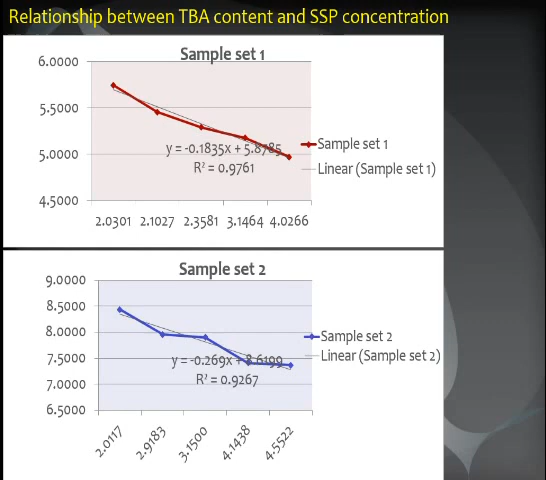 Relationship between TBA content and SSP concentration
Sample set 1
6.0000
5.5000
5.0000
4.5000
y = -0.1835x + 5.8785
R² = 0.9761
Sample set 1
Linear (Sample set 1)
2.0301 2.1027 2.3581 3.1464 4.0266
Sample set 2
9.0000
8.5000
8.0000
7.5000
7.0000
6.5000
y = -0.269x + 8.6199
R² = 0.9267
Sample set 2
Linear (Sample set 2)
2.0117 2.9183 3.1500 4.1438 4.5522